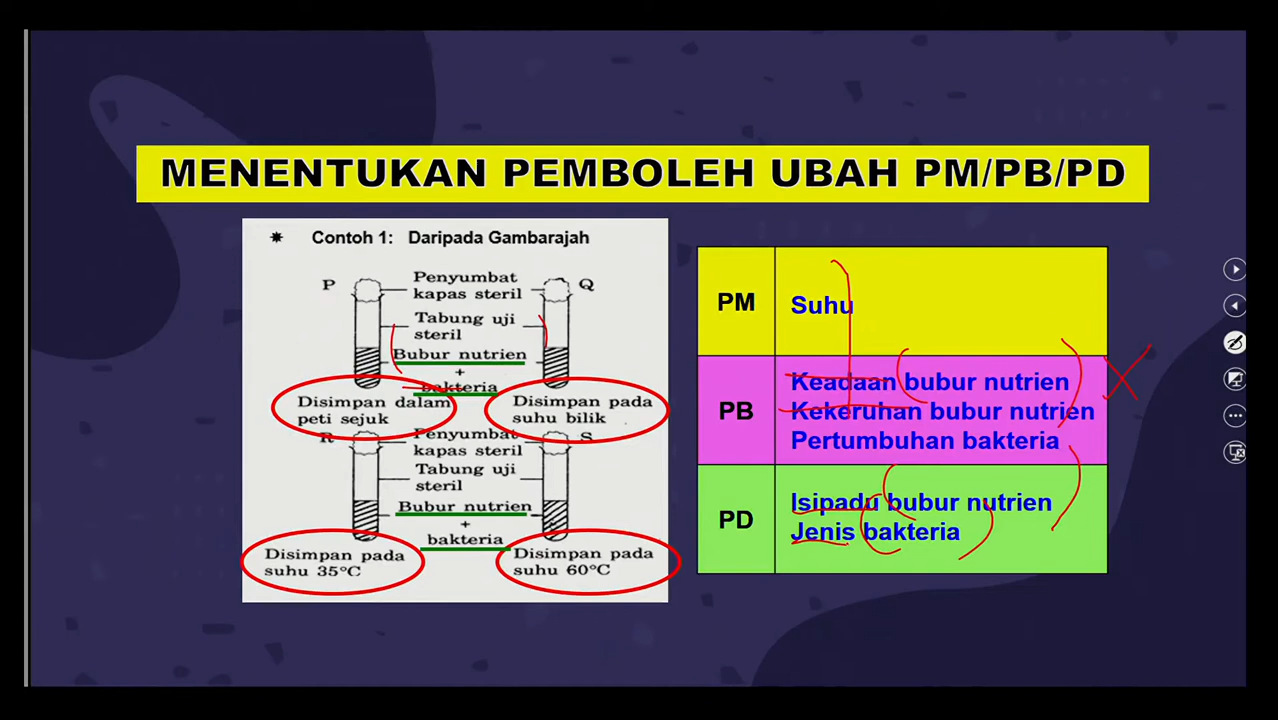 MENENTUKAN PEMBOLEH UBAH PM/PB/PD
Contoh 1: Daripada Gambarajah
P
Penyumbat
kapas steril
Q
Tabung uji
steril
Bubur nutrien
+
bakteria
Disimpan dalam
peti sejuk
Disimpan pada
suhu bilik
R
Penyumbat
kapas steril
S
Tabung uji
steril
Bubur nutrien
+
bakteria
Disimpan pada
suhu 35°C
Disimpan pada
suhu 60°C
PM
Suhu
PB
Keadaan bubur nutrien
Kekeruhan bubur nutrien
Pertumbuhan bakteria
PD
Isipadu bubur nutrien
Jenis bakteria